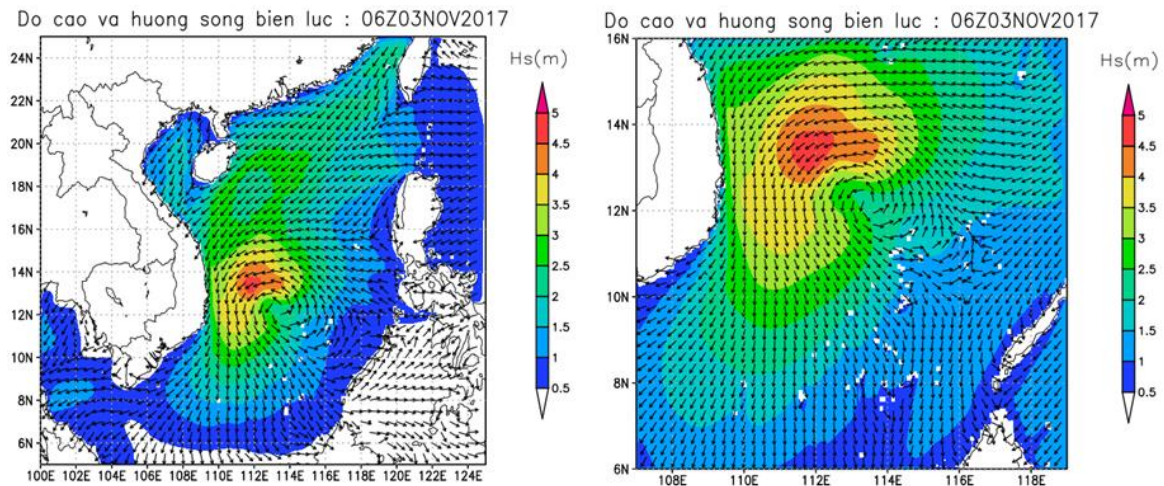 Do cao va huong song bien luc : 06Z03NOV2017
Hs(m)
24N
22N
20N
18N
16N
14N
12N
10N
8N
6N
100E 102E 104E 106E 108E 110E 112E 114E 116E 118E 120E 122E 124E
5
4.5
4
3.5
3
2.5
2
1.5
1
0.5
Do cao va huong song bien luc : 06Z03NOV2017
Hs(m)
16N
14N
12N
10N
8N
6N
108E 110E 112E 114E 116E 118E
5
4.5
4
3.5
3
2.5
2
1.5
1
0.5